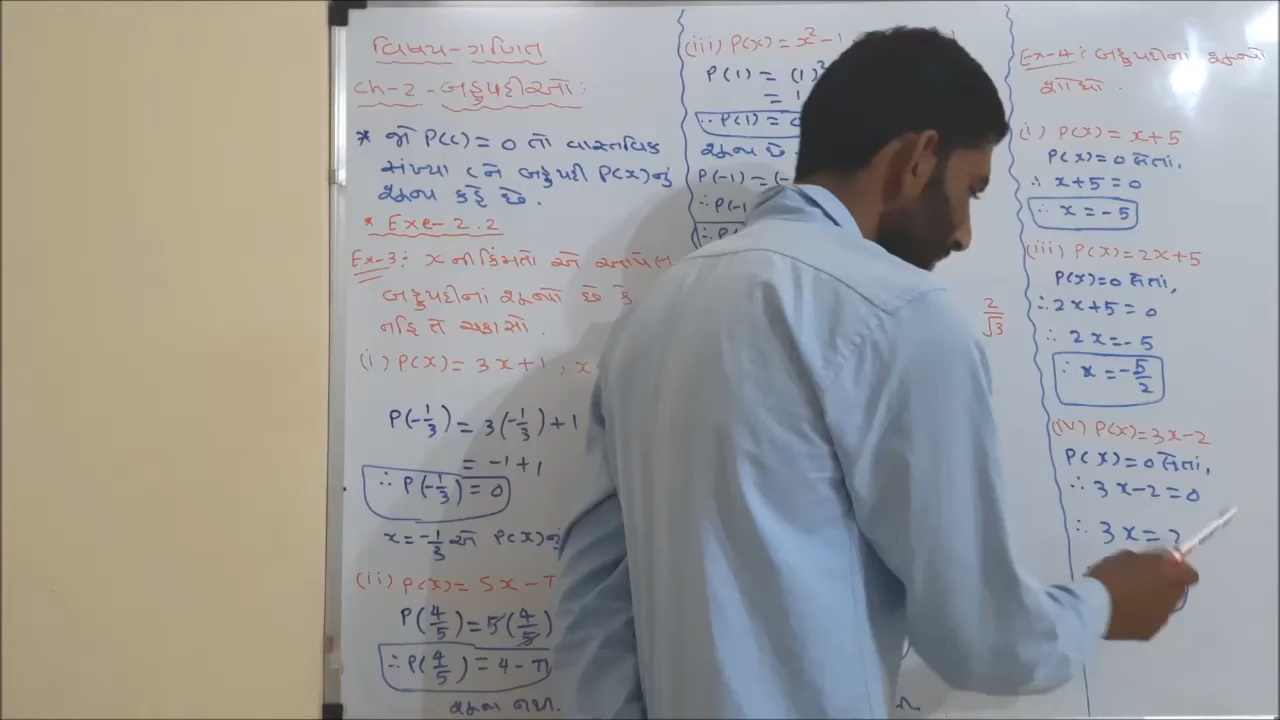 વિષય-ગણિત
Ch-2 - બહુપદીઓ:
* જો P(C) = 0 તો વાસ્તવિક
સંખ્યા C ને બહુપદી P(x) નું
શૂન્ય કહે છે.
* Exe-2.2
Ex-3: x ની કિંમતો એ આપેલ
બહુપદીનાં શૂન્યો છે કે
નહિ તે ચકાસો.
(i) P(x) = 3x+1, x
P(-1/3) = 3(-1/3)+1
= -1+1
∴ P(-1/3) = 0
x = -1/3 એ P(x) નું
(ii) P(x) = 5x-π
P(4/5) = 5(4/5)
∴ P(4/5) = 4-π
શૂન્ય નથી.
(iii) P(x) = x²-1
P(1) = (1)²
= 1
∴ P(1) = 0
શૂન્ય છે.
P(-1) = (-
∴ P(-1
∴ P(
2/√3
Ex-4: બહુપદીનાં શૂન્યો
શોધો.
(i) P(x) = x+5
P(x) = 0 લેતાં,
∴ x+5 = 0
∴ x = -5
(iii) P(x) = 2x+5
P(x) = 0 લેતાં,
∴ 2x+5 = 0
∴ 2x = -5
∴ x = -5/2
(iv) P(x) = 3x-2
P(x) = 0 લેતાં,
∴ 3x-2 = 0
∴ 3x = 2